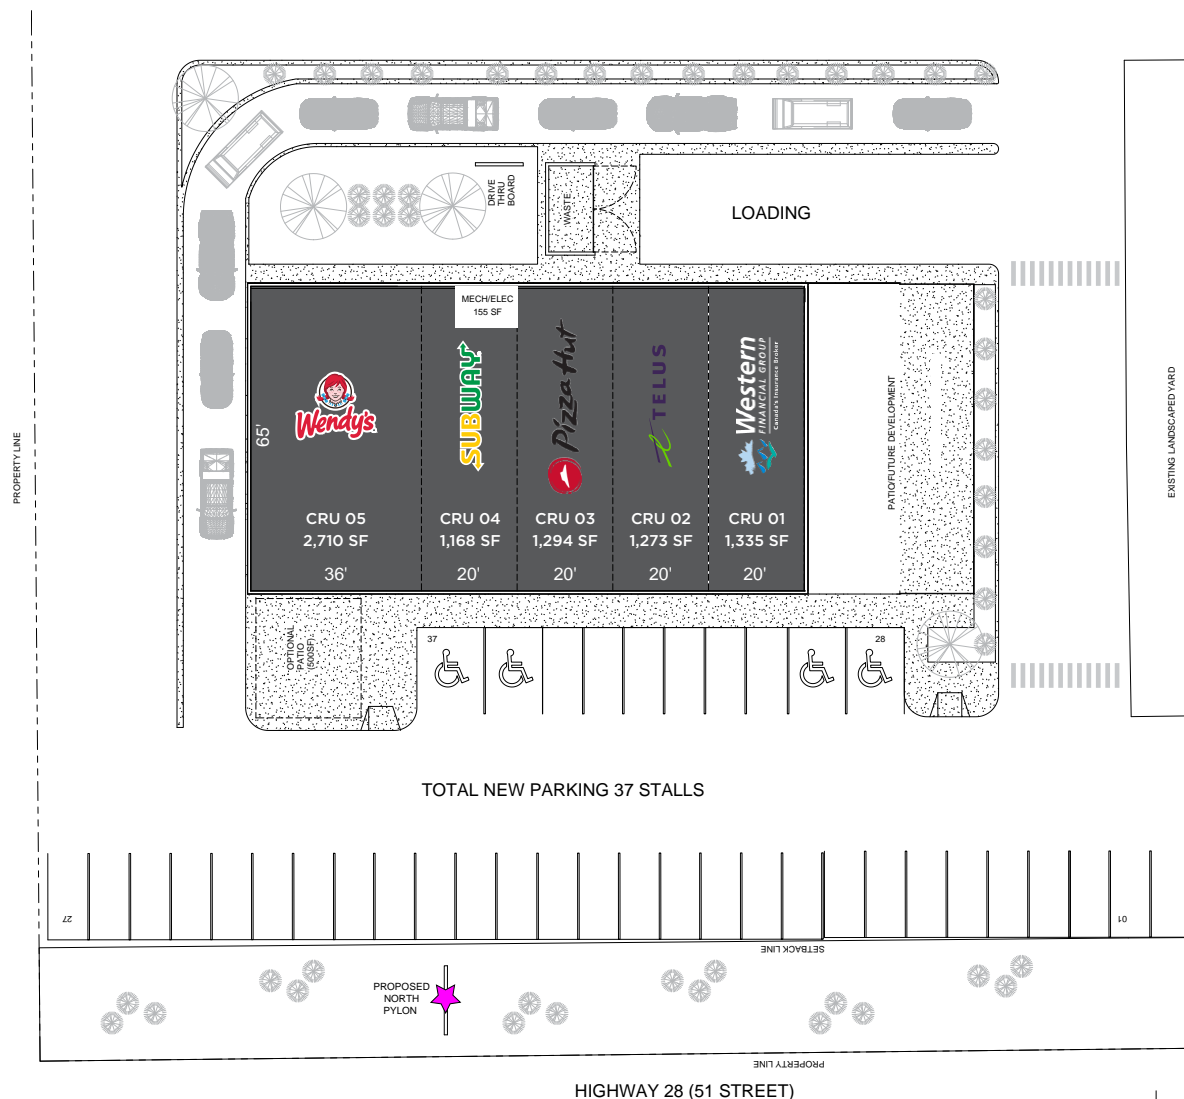 DRIVE
THRU
BOARD
WASTE
LOADING
MECH/ELEC
155 SF
Wendy's
SUBWAY
Pizza Hut
TELUS
Western
FINANCIAL GROUP
Canada's Insurance Broker
65'
CRU 05
2,710 SF
36'
CRU 04
1,168 SF
20'
CRU 03
1,294 SF
20'
CRU 02
1,273 SF
20'
CRU 01
1,335 SF
20'
PATIO/FUTURE DEVELOPMENT
EXISTING LANDSCAPED YARD
PROPERTY LINE
OPTIONAL
PATIO
(500SF)
37
28
TOTAL NEW PARKING 37 STALLS
27
01
SETBACK LINE
PROPOSED
NORTH
PYLON
PROPERTY LINE
HIGHWAY 28 (51 STREET)